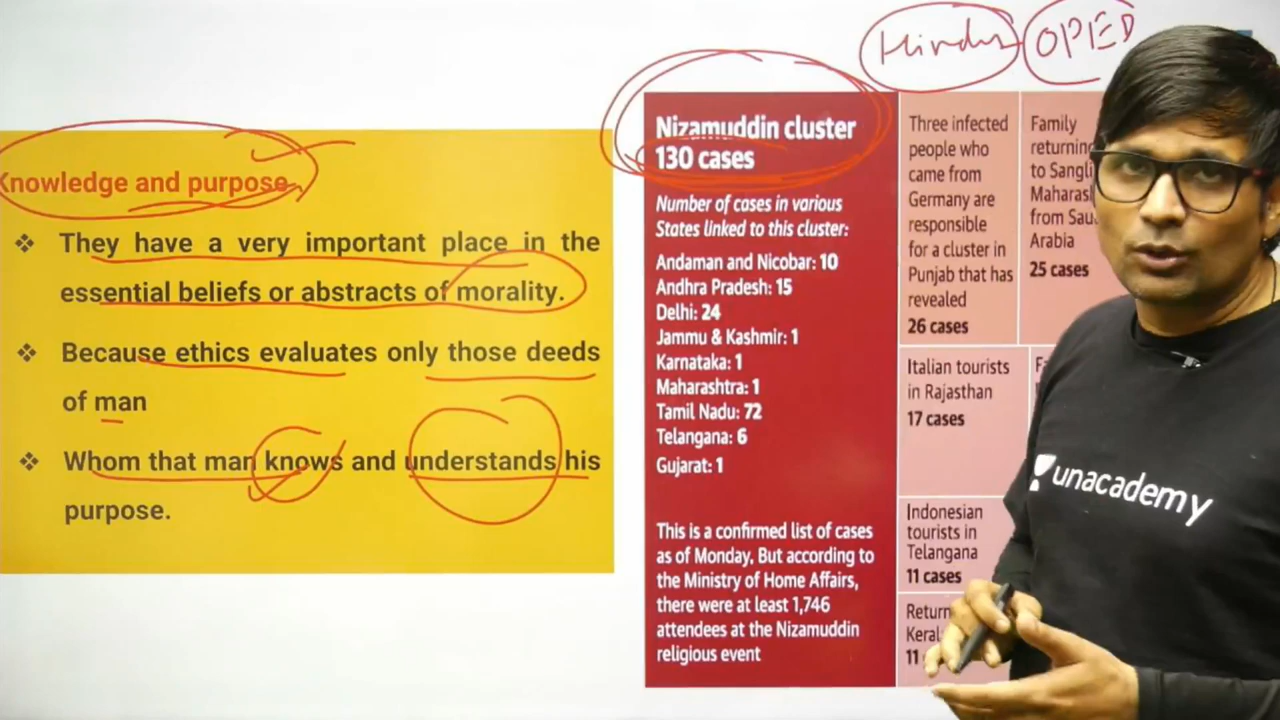 Hindu
OPED
Knowledge and purpose
❖ They have a very important place in the
essential beliefs or abstracts of morality.
❖ Because ethics evaluates only those deeds
of man
❖ Whom that man knows and understands his
purpose.
Nizamuddin cluster
130 cases
Number of cases in various
States linked to this cluster:
Andaman and Nicobar: 10
Andhra Pradesh: 15
Delhi: 24
Jammu & Kashmir: 1
Karnataka: 1
Maharashtra: 1
Tamil Nadu: 72
Telangana: 6
Gujarat: 1
This is a confirmed list of cases
as of Monday. But according to
the Ministry of Home Affairs,
there were at least 1,746
attendees at the Nizamuddin
religious event
Three infected
people who
came from
Germany are
responsible
for a cluster in
Punjab that has
revealed
26 cases
Family
returning
to Sangli
from
Arabia
25 cases
Italian tourists
in Rajasthan
17 cases
Indonesian
tourists in
Telangana
11 cases
11
unacademy